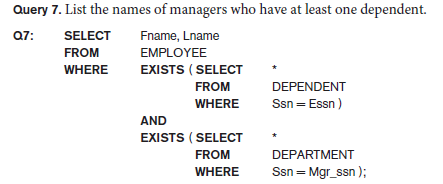 Query 7. List the names of managers who have at least one dependent.
Q7: SELECT Fname, Lname
FROM EMPLOYEE
WHERE EXISTS ( SELECT *
FROM DEPENDENT
WHERE Ssn = Essn )
AND
EXISTS ( SELECT *
FROM DEPARTMENT
WHERE Ssn = Mgr_ssn );